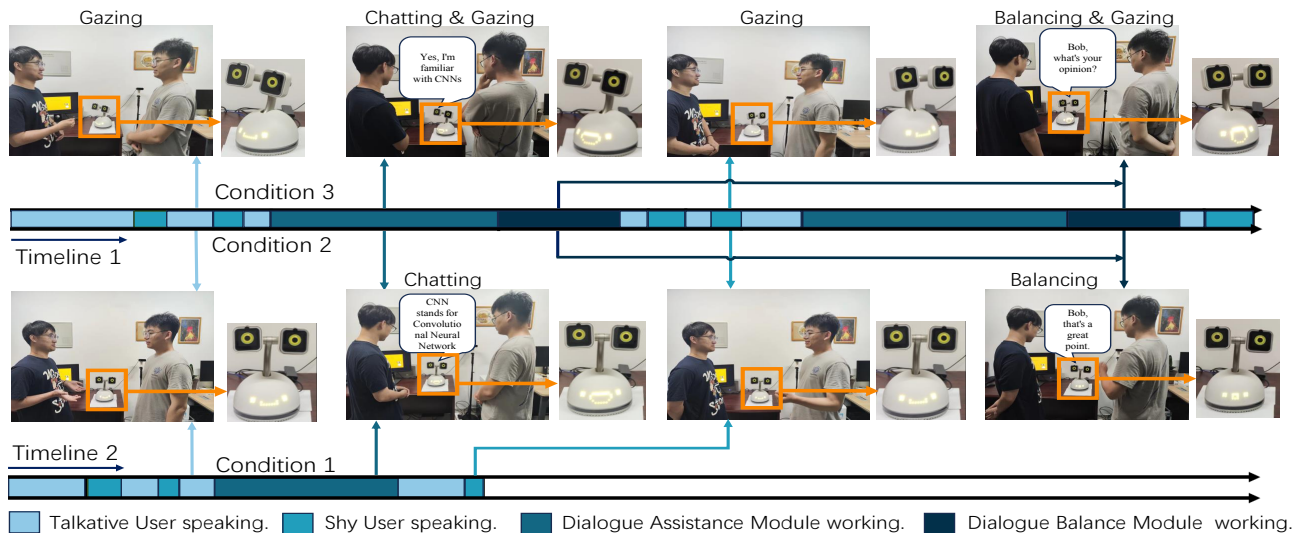 Gazing
Chatting & Gazing
Gazing
Balancing & Gazing
Yes, I'm
familiar
with CNNs
Bob,
what's your
opinion?
Condition 3
Condition 2
Timeline 1
Chatting
Balancing
CNN
stands for
Convolutio
nal Neural
Network
Bob,
that's a
great
point.
Timeline 2
Condition 1
Talkative User speaking.
Shy User speaking.
Dialogue Assistance Module working.
Dialogue Balance Module working.